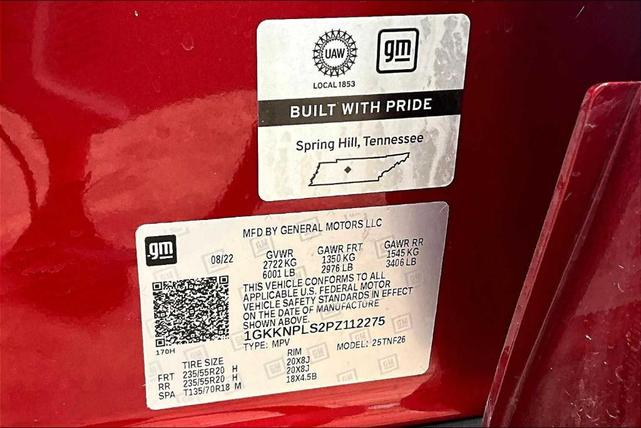 UAW
gm
LOCAL 1853
BUILT WITH PRIDE
Spring Hill, Tennessee
gm
MFD BY GENERAL MOTORS LLC
08/22 GVWR GAWR FRT GAWR RR
2722 KG 1350 KG 1545 KG
6001 LB 2976 LB 3406 LB
THIS VEHICLE CONFORMS TO ALL
APPLICABLE U.S. FEDERAL MOTOR
VEHICLE SAFETY STANDARDS IN EFFECT
ON THE DATE OF MANUFACTURE
SHOWN ABOVE.
1GKKNPLS2PZ112275
170H TYPE: MPV MODEL: 25TNF26
TIRE SIZE RIM
FRT 235/55R20 H 20X8J
RR 235/55R20 H 20X8J
SPA T135/70R18 M 18X4.5B